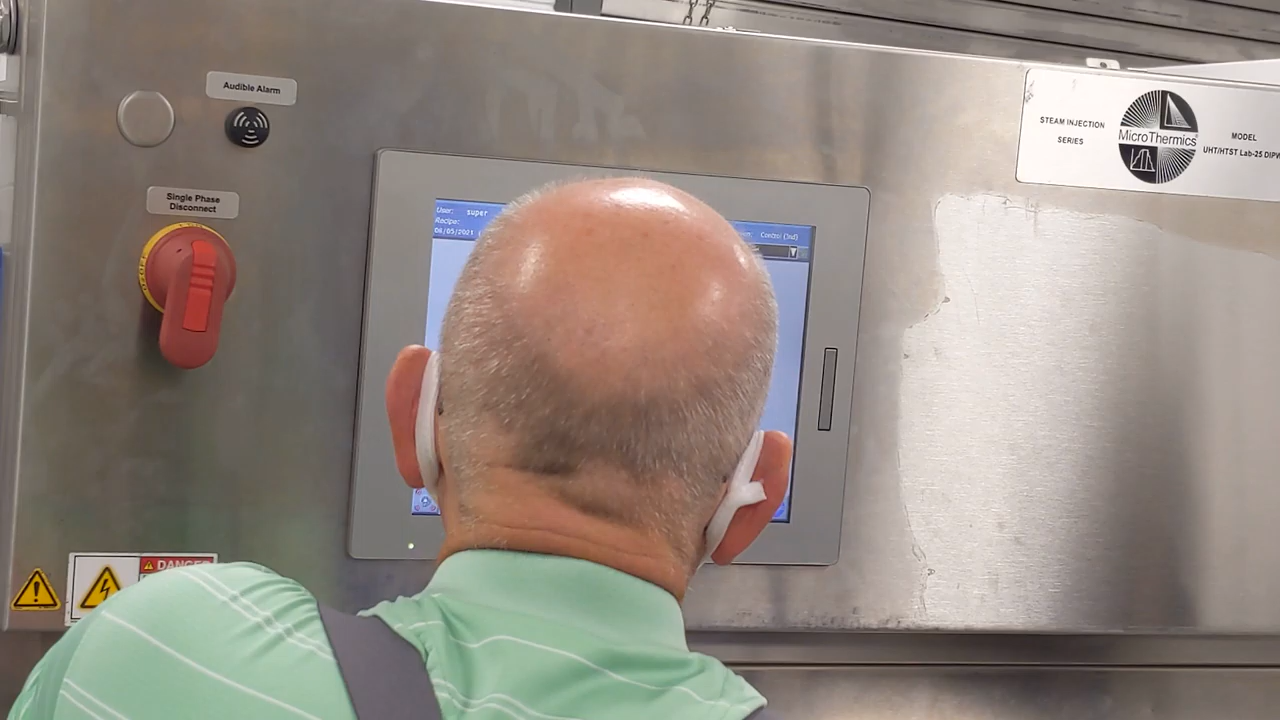 Audible Alarm
STEAM INJECTION
SERIES
MicroThermics
MODEL
UHT/HTST Lab-25 DIPW
Single Phase
Disconnect
User: super
Recipe:
08/05/2021
Control (Ind)
DANGER